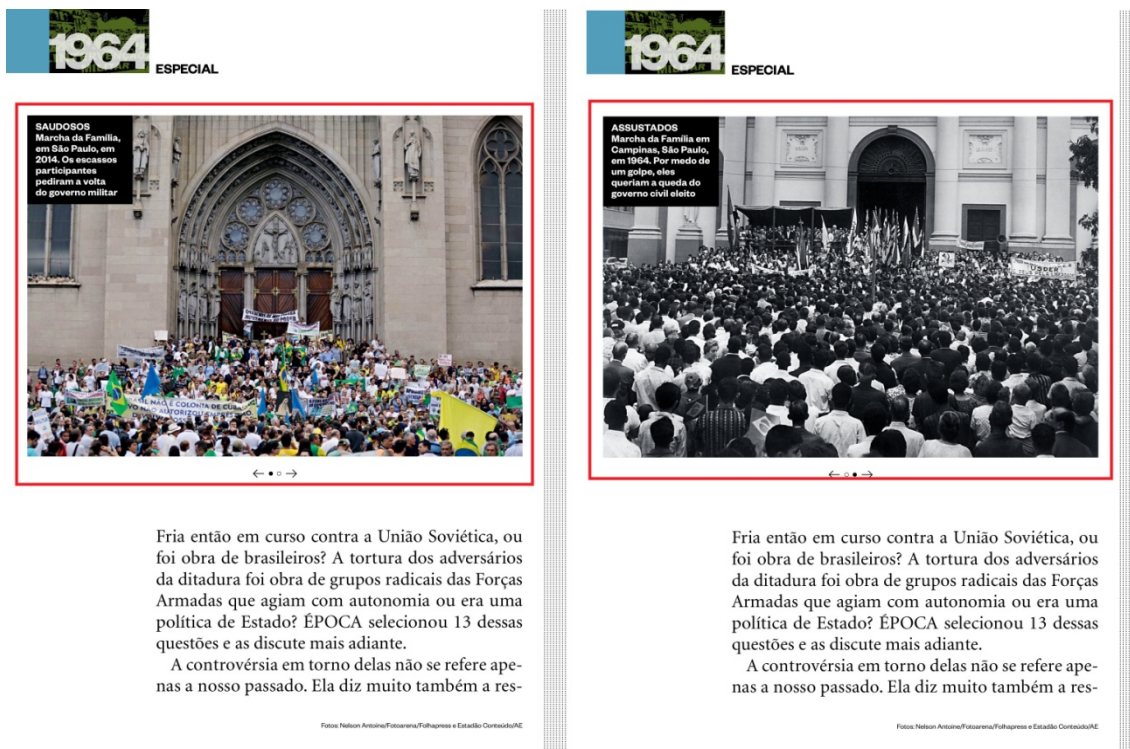 1964
ESPECIAL
SAUDOSOS
Marcha da Família,
em São Paulo, em
2014. Os escassos
participantes
pediram a volta
do governo militar
BRASIL NÃO É COLONIA DE CUBA
Fria então em curso contra a União Soviética, ou
foi obra de brasileiros? A tortura dos adversários
da ditadura foi obra de grupos radicais das Forças
Armadas que agiam com autonomia ou era uma
política de Estado? ÉPOCA selecionou 13 dessas
questões e as discute mais adiante.
A controvérsia em torno delas não se refere ape-
nas a nosso passado. Ela diz muito também a res-
Fotos: Nelson Antoine/Fotoarena/Folhapress e Estadão Conteúdo/AE
1964
ESPECIAL
ASSUSTADOS
Marcha da Família em
Campinas, São Paulo,
em 1964. Por medo de
um golpe, eles
queriam a queda do
governo civil eleito
Fria então em curso contra a União Soviética, ou
foi obra de brasileiros? A tortura dos adversários
da ditadura foi obra de grupos radicais das Forças
Armadas que agiam com autonomia ou era uma
política de Estado? ÉPOCA selecionou 13 dessas
questões e as discute mais adiante.
A controvérsia em torno delas não se refere ape-
nas a nosso passado. Ela diz muito também a res-
Fotos: Nelson Antoine/Fotoarena/Folhapress e Estadão Conteúdo/AE